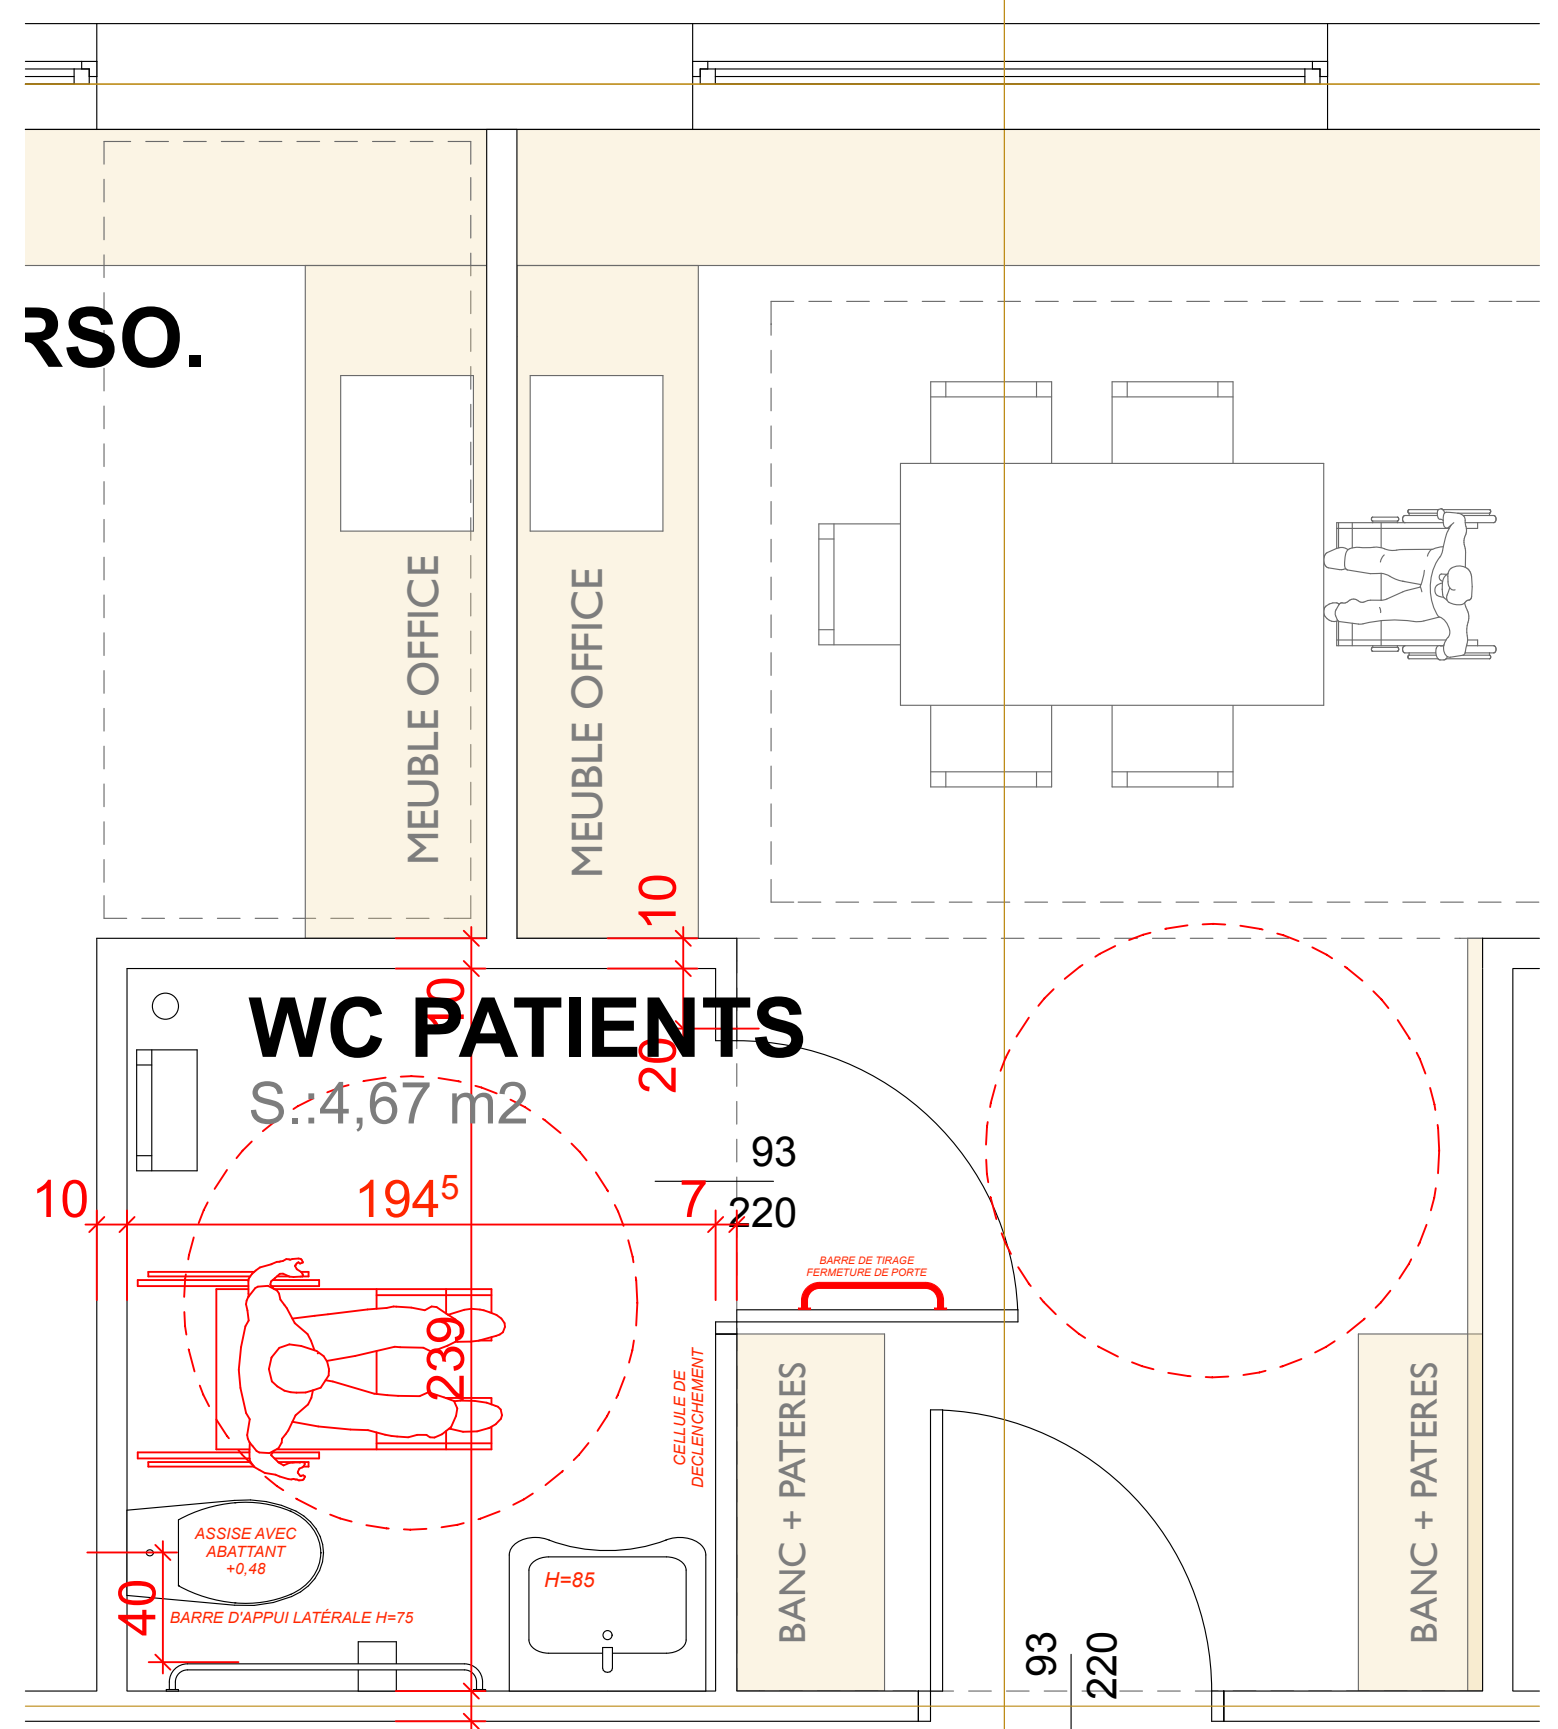 RSO.
MEUBLE OFFICE
MEUBLE OFFICE
10
10
20
WC PATIENTS
S.:4,67 m2
93
220
10
194⁵
7
BARRE DE TIRAGE
FERMETURE DE PORTE
239
CELLULE DE
DECLENCHEMENT
BANC + PATERES
BANC + PATERES
ASSISE AVEC
ABATTANT
+0,48
H=85
40
BARRE D'APPUI LATÉRALE H=75
93
220